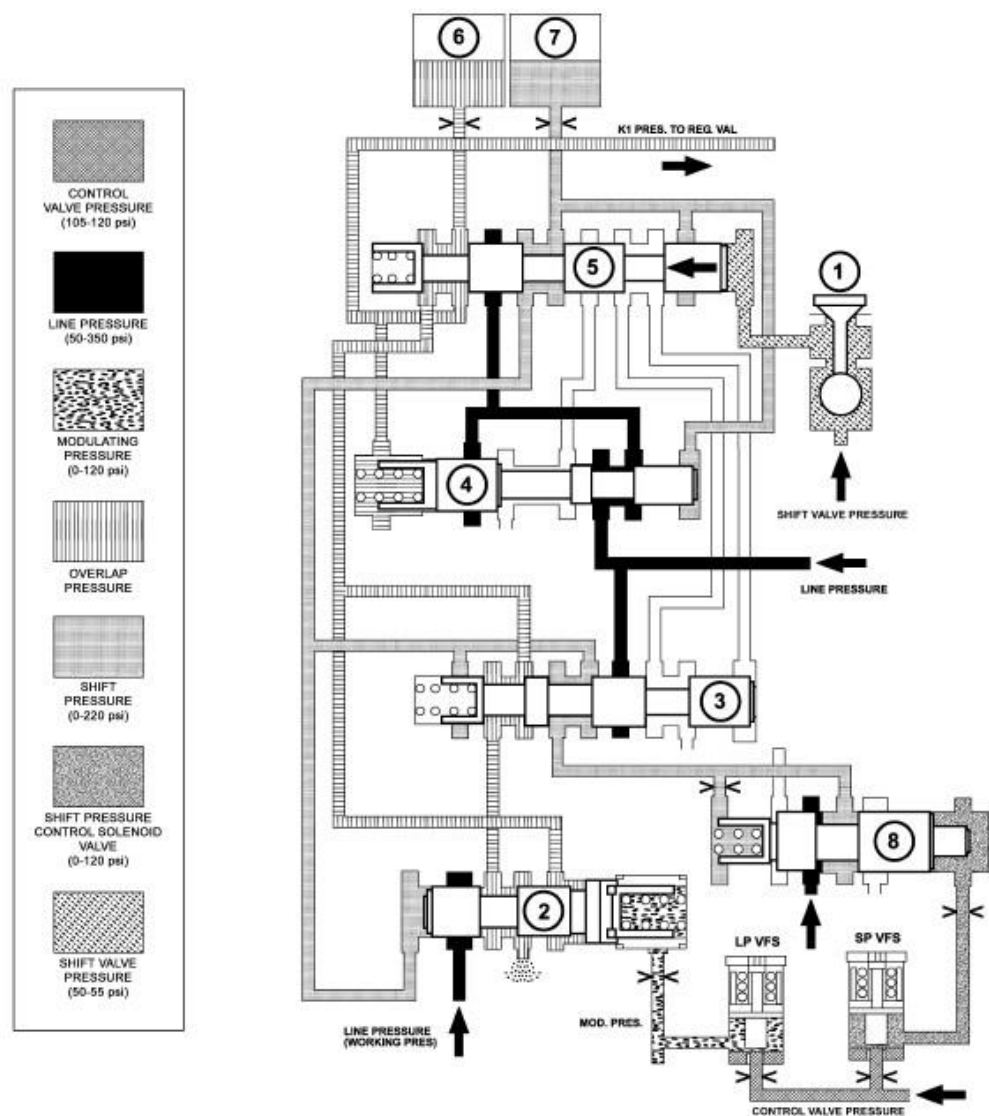 6
7
K1 PRES. TO REG. VAL
CONTROL
VALVE PRESSURE
(105-120 psi)
5
1
LINE PRESSURE
(50-350 psi)
4
SHIFT VALVE PRESSURE
MODULATING
PRESSURE
(0-120 psi)
LINE PRESSURE
OVERLAP
PRESSURE
3
SHIFT
PRESSURE
(0-220 psi)
8
SHIFT PRESSURE
CONTROL SOLENOID
VALVE
(0-120 psi)
2
LP VFS
SP VFS
SHIFT VALVE
PRESSURE
(50-55 psi)
LINE PRESSURE
(WORKING PRES)
MOD. PRES.
CONTROL VALVE PRESSURE